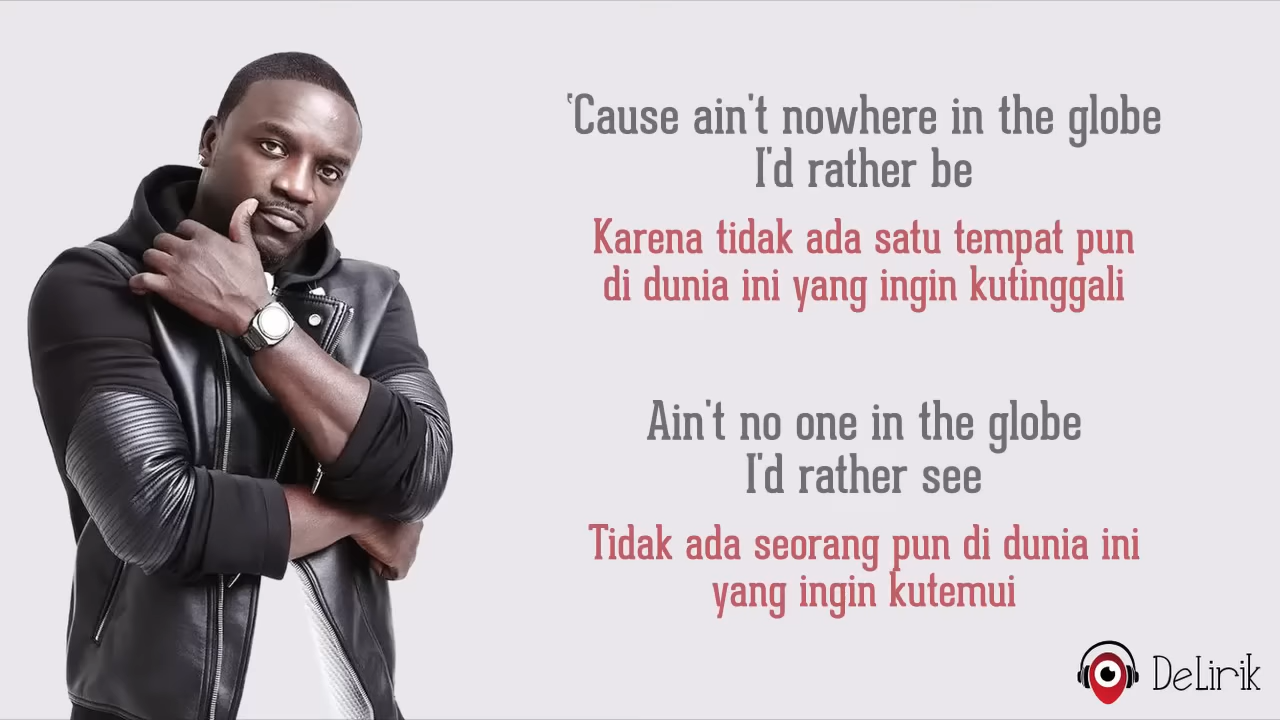 'Cause ain't nowhere in the globe
I'd rather be
Karena tidak ada satu tempat pun
di dunia ini yang ingin kutinggali
Ain't no one in the globe
I'd rather see
Tidak ada seorang pun di dunia ini
yang ingin kutemui
DeLirik